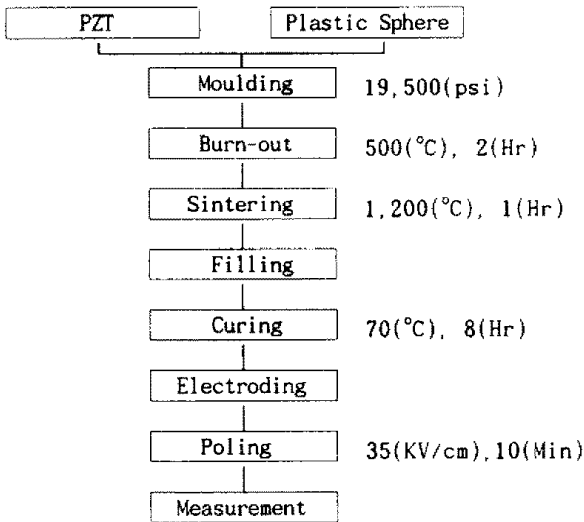 PZT
Plastic Sphere
Moulding 19,500(psi)
Burn-out 500(°C), 2(Hr)
Sintering 1,200(°C), 1(Hr)
Filling
Curing 70(°C), 8(Hr)
Electroding
Poling 35(KV/cm),10(Min)
Measurement